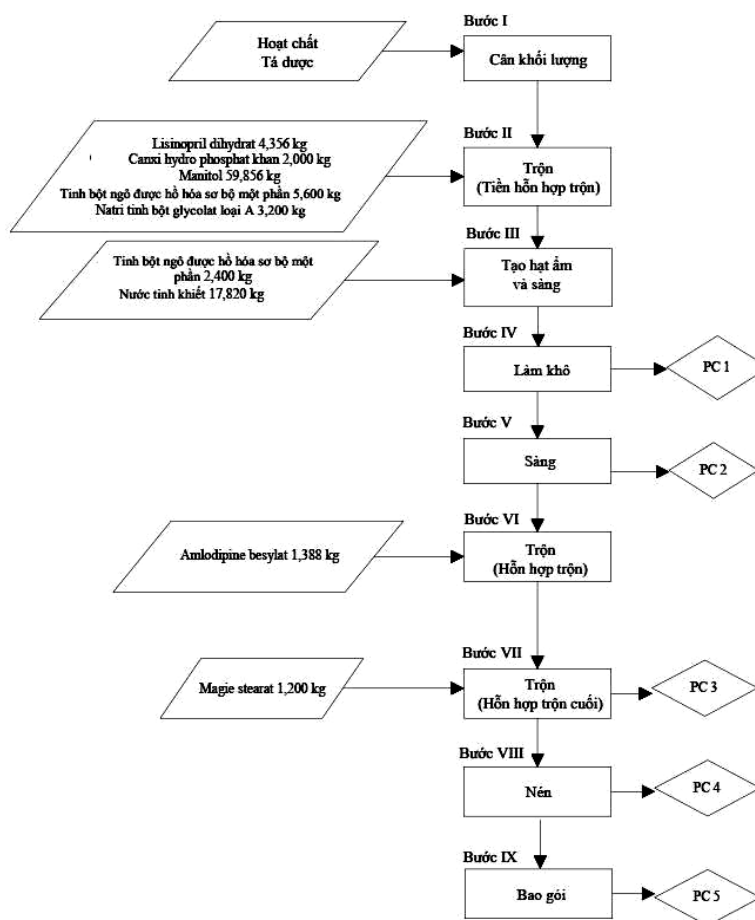 Bước I
Hoạt chất
Tá dược
Cân khối lượng
Bước II
Lisinopril dihydrat 4,356 kg
Canxi hydro phosphat khan 2,000 kg
Manitol 59,856 kg
Tinh bột ngô được hồ hóa sơ bộ một phần 5,600 kg
Natri tinh bột glycolat loại A 3,200 kg
Trộn
(Tiền hỗn hợp trộn)
Bước III
Tinh bột ngô được hồ hóa sơ bộ một
phần 2,400 kg
Nước tinh khiết 17,820 kg
Tạo hạt ẩm
và sàng
Bước IV
Làm khô
PC 1
Bước V
Sàng
PC 2
Bước VI
Amlodipine besylat 1,388 kg
Trộn
(Hỗn hợp trộn)
Bước VII
Magie stearat 1,200 kg
Trộn
(Hỗn hợp trộn cuối)
PC 3
Bước VIII
Nén
PC 4
Bước IX
Bao gói
PC 5